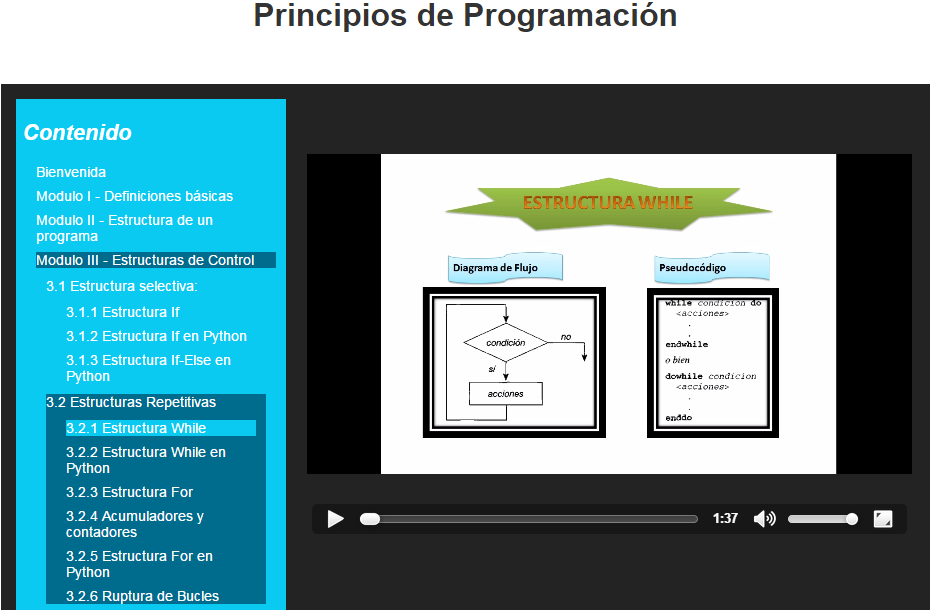 Principios de Programación
Contenido
Bienvenida
Modulo I - Definiciones básicas
Modulo II - Estructura de un
programa
Modulo III - Estructuras de Control
3.1 Estructura selectiva:
3.1.1 Estructura If
3.1.2 Estructura If en Python
3.1.3 Estructura If-Else en
Python
3.2 Estructuras Repetitivas
3.2.1 Estructura While
3.2.2 Estructura While en
Python
3.2.3 Estructura For
3.2.4 Acumuladores y
contadores
3.2.5 Estructura For en
Python
3.2.6 Ruptura de Bucles
ESTRUCTURA WHILE
Diagrama de Flujo
condición
no
sí
acciones
Pseudocódigo
while condición do
<acciones>
.
.
endwhile
o bien
dowhile condicion
<acciones>
.
.
enddo
1:37